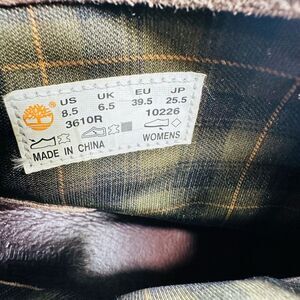 US UK EU JP
8.5 6.5 39.5 25.5
3610R 10226
WOMENS
MADE IN CHINA